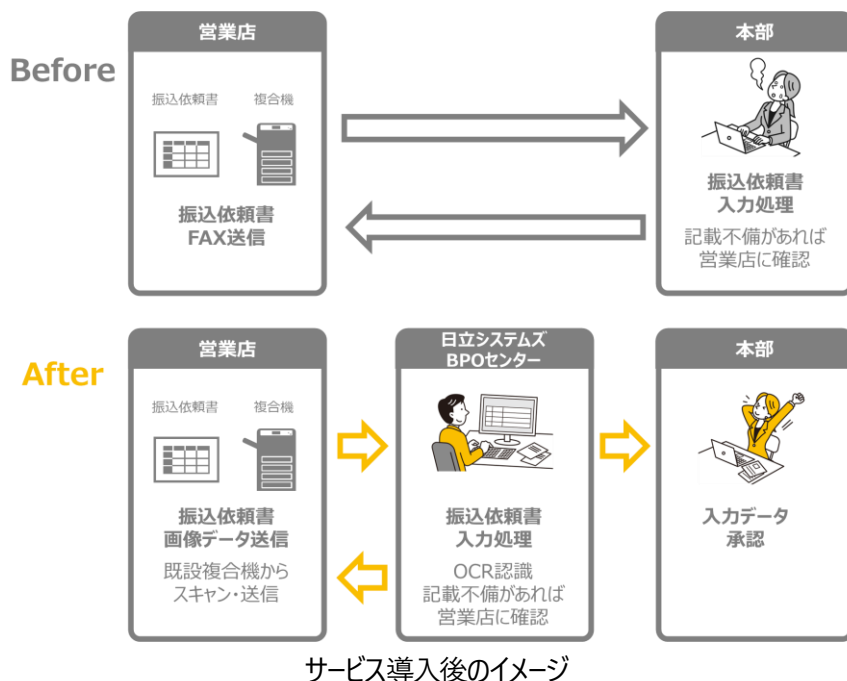 Before
営業店
振込依頼書 複合機
振込依頼書
FAX送信
本部
振込依頼書
入力処理
記載不備があれば
営業店に確認
After
営業店
振込依頼書 複合機
振込依頼書
画像データ送信
既設複合機から
スキャン・送信
日立システムズ
BPOセンター
振込依頼書
入力処理
OCR認識
記載不備があれば
営業店に確認
本部
入力データ
承認
サービス導入後のイメージ